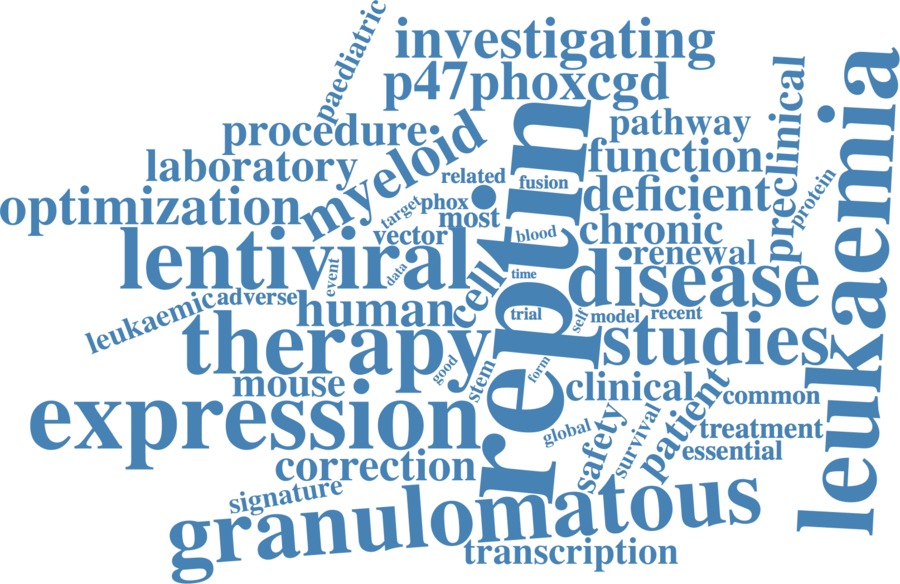 paediatric
investigating
p47phoxcgd
procedure
myeloid
laboratory
optimization
pathway
function
preclinical
leukaemia
related
fusion
deficient
protein
target
phox
most
vector
blood
chronic
renewal
reptin
lentiviral
event
data
cell
time
disease
leukaemic
adverse
human
trial
self
model
recent
therapy
studies
good
stem
form
mouse
clinical
patient
common
expression
global
safety
survival
treatment
essential
correction
signature
granulomatous
transcription